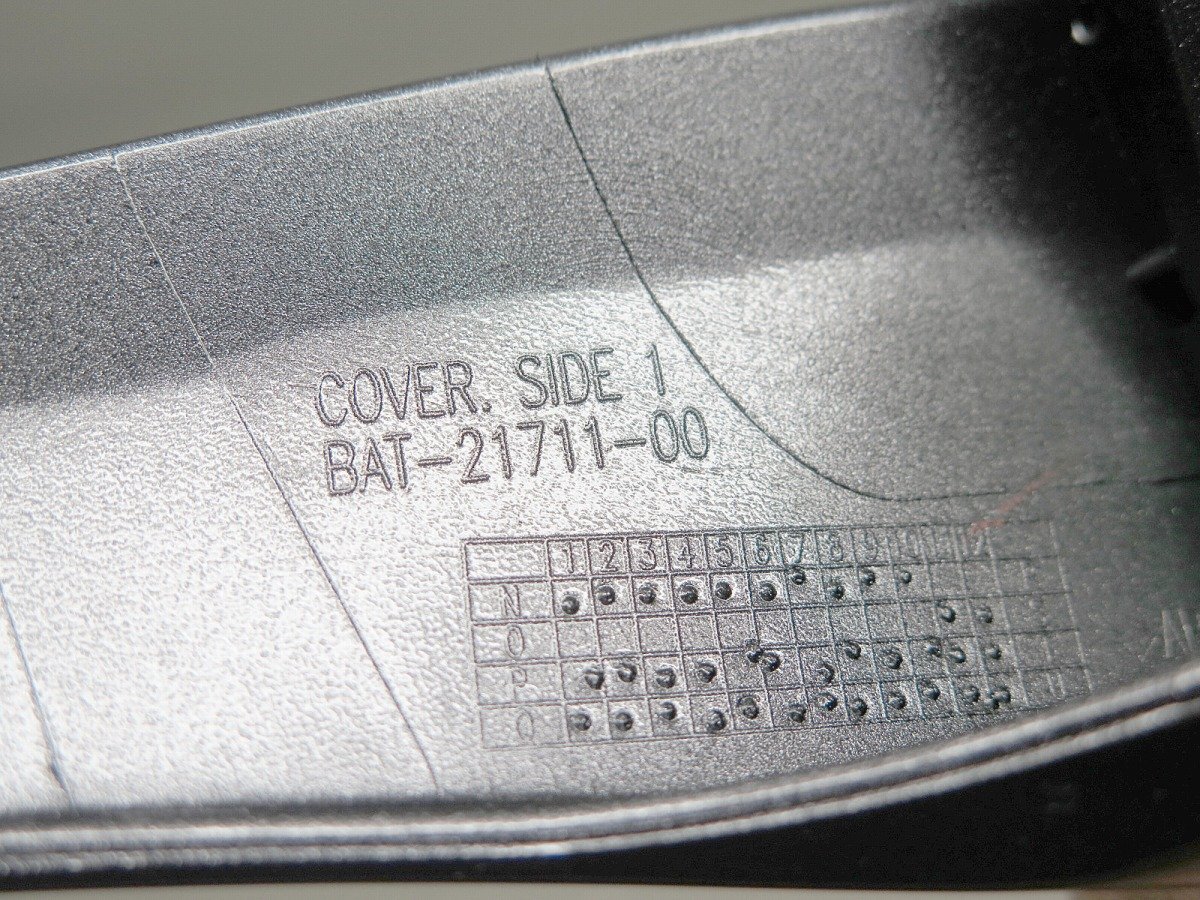 COVER. SIDE 1
BAT-21711-00
1 2 3 4 5 6 7 8 9 10 11 12
N
O
P
Q